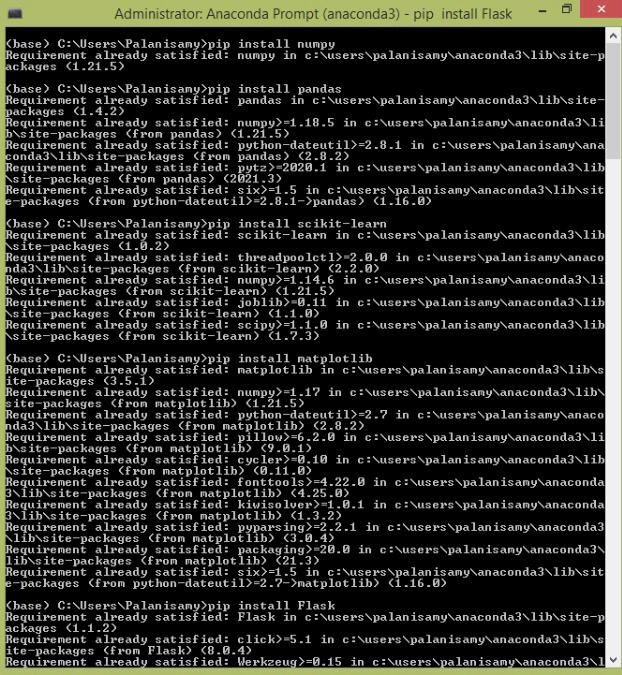 Administrator: Anaconda Prompt (anaconda3) - pip  install Flask
(base) C:\Users\Palanisamy>pip install numpy
Requirement already satisfied: numpy in c:\users\palanisamy\anaconda3\lib\site-p
ackages (1.21.5)
(base) C:\Users\Palanisamy>pip install pandas
Requirement already satisfied: pandas in c:\users\palanisamy\anaconda3\lib\site-
packages (1.4.2)
Requirement already satisfied: numpy>=1.18.5 in c:\users\palanisamy\anaconda3\li
b\site-packages (from pandas) (1.21.5)
Requirement already satisfied: python-dateutil>=2.8.1 in c:\users\palanisamy\ana
conda3\lib\site-packages (from pandas) (2.8.2)
Requirement already satisfied: pytz>=2020.1 in c:\users\palanisamy\anaconda3\lib
\site-packages (from pandas) (2021.3)
Requirement already satisfied: six>=1.5 in c:\users\palanisamy\anaconda3\lib\sit
e-packages (from python-dateutil>=2.8.1->pandas) (1.16.0)
(base) C:\Users\Palanisamy>pip install scikit-learn
Requirement already satisfied: scikit-learn in c:\users\palanisamy\anaconda3\lib
\site-packages (1.0.2)
Requirement already satisfied: threadpoolctl>=2.0.0 in c:\users\palanisamy\anaco
nda3\lib\site-packages (from scikit-learn) (2.2.0)
Requirement already satisfied: numpy>=1.14.6 in c:\users\palanisamy\anaconda3\li
b\site-packages (from scikit-learn) (1.21.5)
Requirement already satisfied: joblib>=0.11 in c:\users\palanisamy\anaconda3\lib
\site-packages (from scikit-learn) (1.1.0)
Requirement already satisfied: scipy>=1.1.0 in c:\users\palanisamy\anaconda3\lib
\site-packages (from scikit-learn) (1.7.3)
(base) C:\Users\Palanisamy>pip install matplotlib
Requirement already satisfied: matplotlib in c:\users\palanisamy\anaconda3\lib\s
ite-packages (3.5.1)
Requirement already satisfied: numpy>=1.17 in c:\users\palanisamy\anaconda3\lib\
site-packages (from matplotlib) (1.21.5)
Requirement already satisfied: python-dateutil>=2.7 in c:\users\palanisamy\anaco
nda3\lib\site-packages (from matplotlib) (2.8.2)
Requirement already satisfied: pillow>=6.2.0 in c:\users\palanisamy\anaconda3\li
b\site-packages (from matplotlib) (9.0.1)
Requirement already satisfied: cycler>=0.10 in c:\users\palanisamy\anaconda3\lib
\site-packages (from matplotlib) (0.11.0)
Requirement already satisfied: fonttools>=4.22.0 in c:\users\palanisamy\anaconda
3\lib\site-packages (from matplotlib) (4.25.0)
Requirement already satisfied: kiwisolver>=1.0.1 in c:\users\palanisamy\anaconda
3\lib\site-packages (from matplotlib) (1.3.2)
Requirement already satisfied: pyparsing>=2.2.1 in c:\users\palanisamy\anaconda3
\lib\site-packages (from matplotlib) (3.0.4)
Requirement already satisfied: packaging>=20.0 in c:\users\palanisamy\anaconda3\
lib\site-packages (from matplotlib) (21.3)
Requirement already satisfied: six>=1.5 in c:\users\palanisamy\anaconda3\lib\sit
e-packages (from python-dateutil>=2.7->matplotlib) (1.16.0)
(base) C:\Users\Palanisamy>pip install Flask
Requirement already satisfied: Flask in c:\users\palanisamy\anaconda3\lib\site-p
ackages (1.1.2)
Requirement already satisfied: click>=5.1 in c:\users\palanisamy\anaconda3\lib\s
ite-packages (from Flask) (8.0.4)
Requirement already satisfied: Werkzeug>=0.15 in c:\users\palanisamy\anaconda3\l